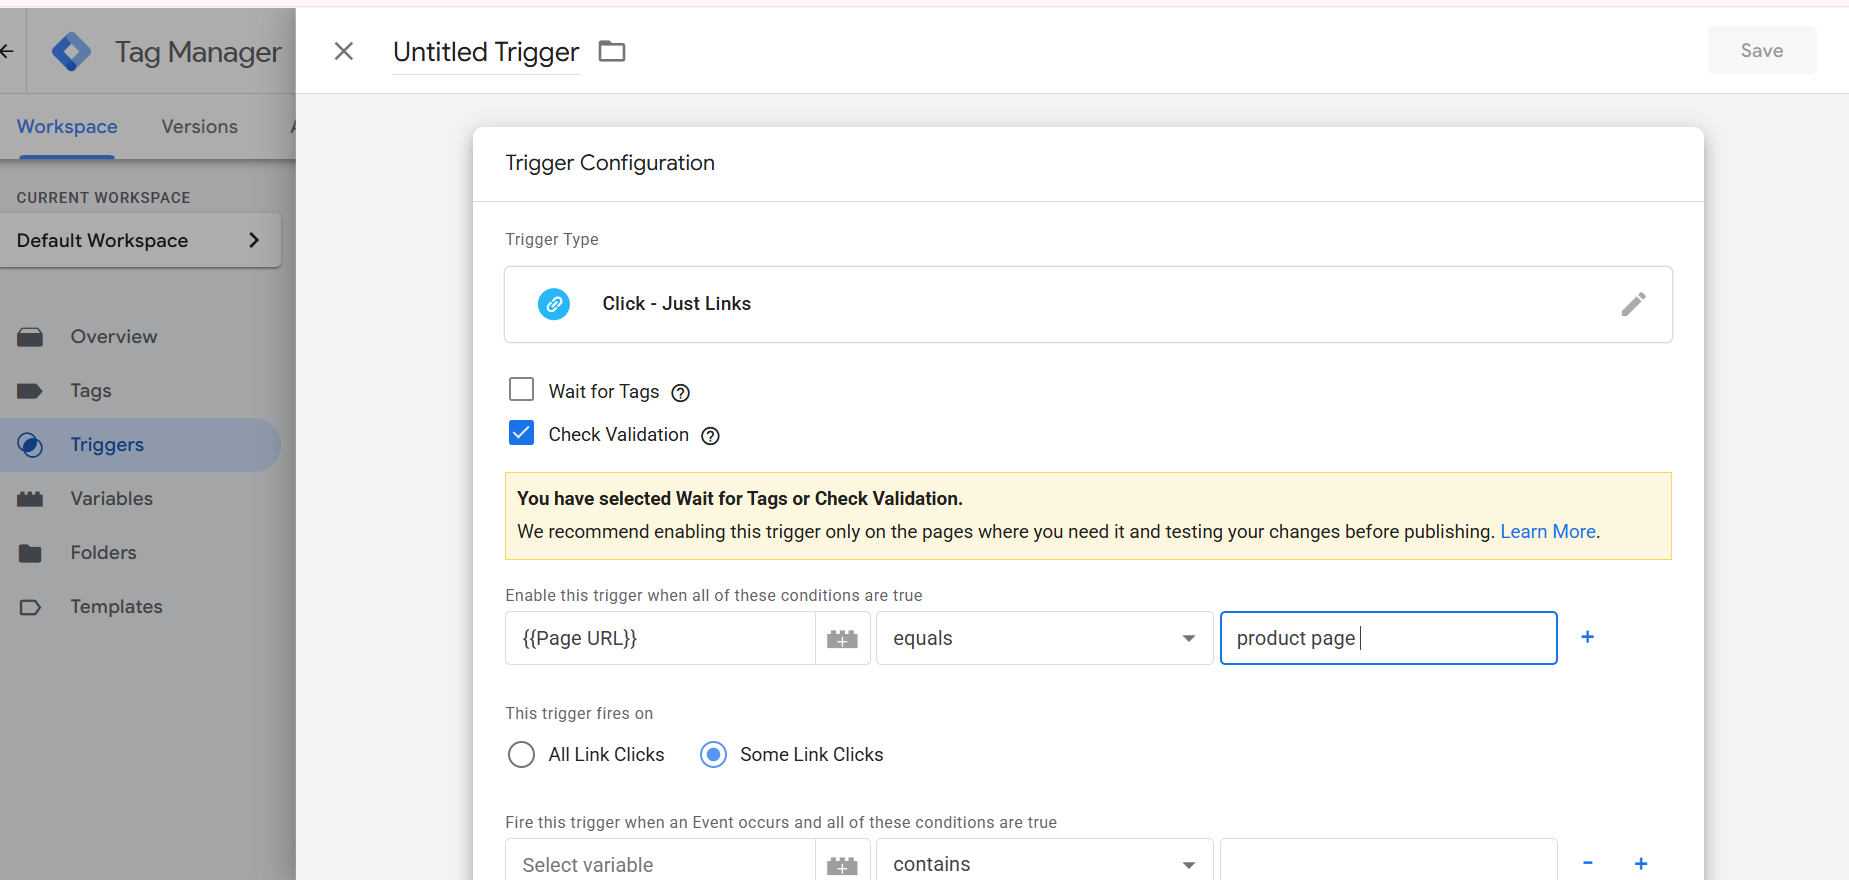 Tag Manager
Untitled Trigger
Save
Workspace Versions
CURRENT WORKSPACE
Default Workspace
Overview
Tags
Triggers
Variables
Folders
Templates
Trigger Configuration
Trigger Type
Click - Just Links
Wait for Tags
Check Validation
You have selected Wait for Tags or Check Validation.
We recommend enabling this trigger only on the pages where you need it and testing your changes before publishing. Learn More.
Enable this trigger when all of these conditions are true
{{Page URL}} equals product page
This trigger fires on
All Link Clicks Some Link Clicks
Fire this trigger when an Event occurs and all of these conditions are true
Select variable contains